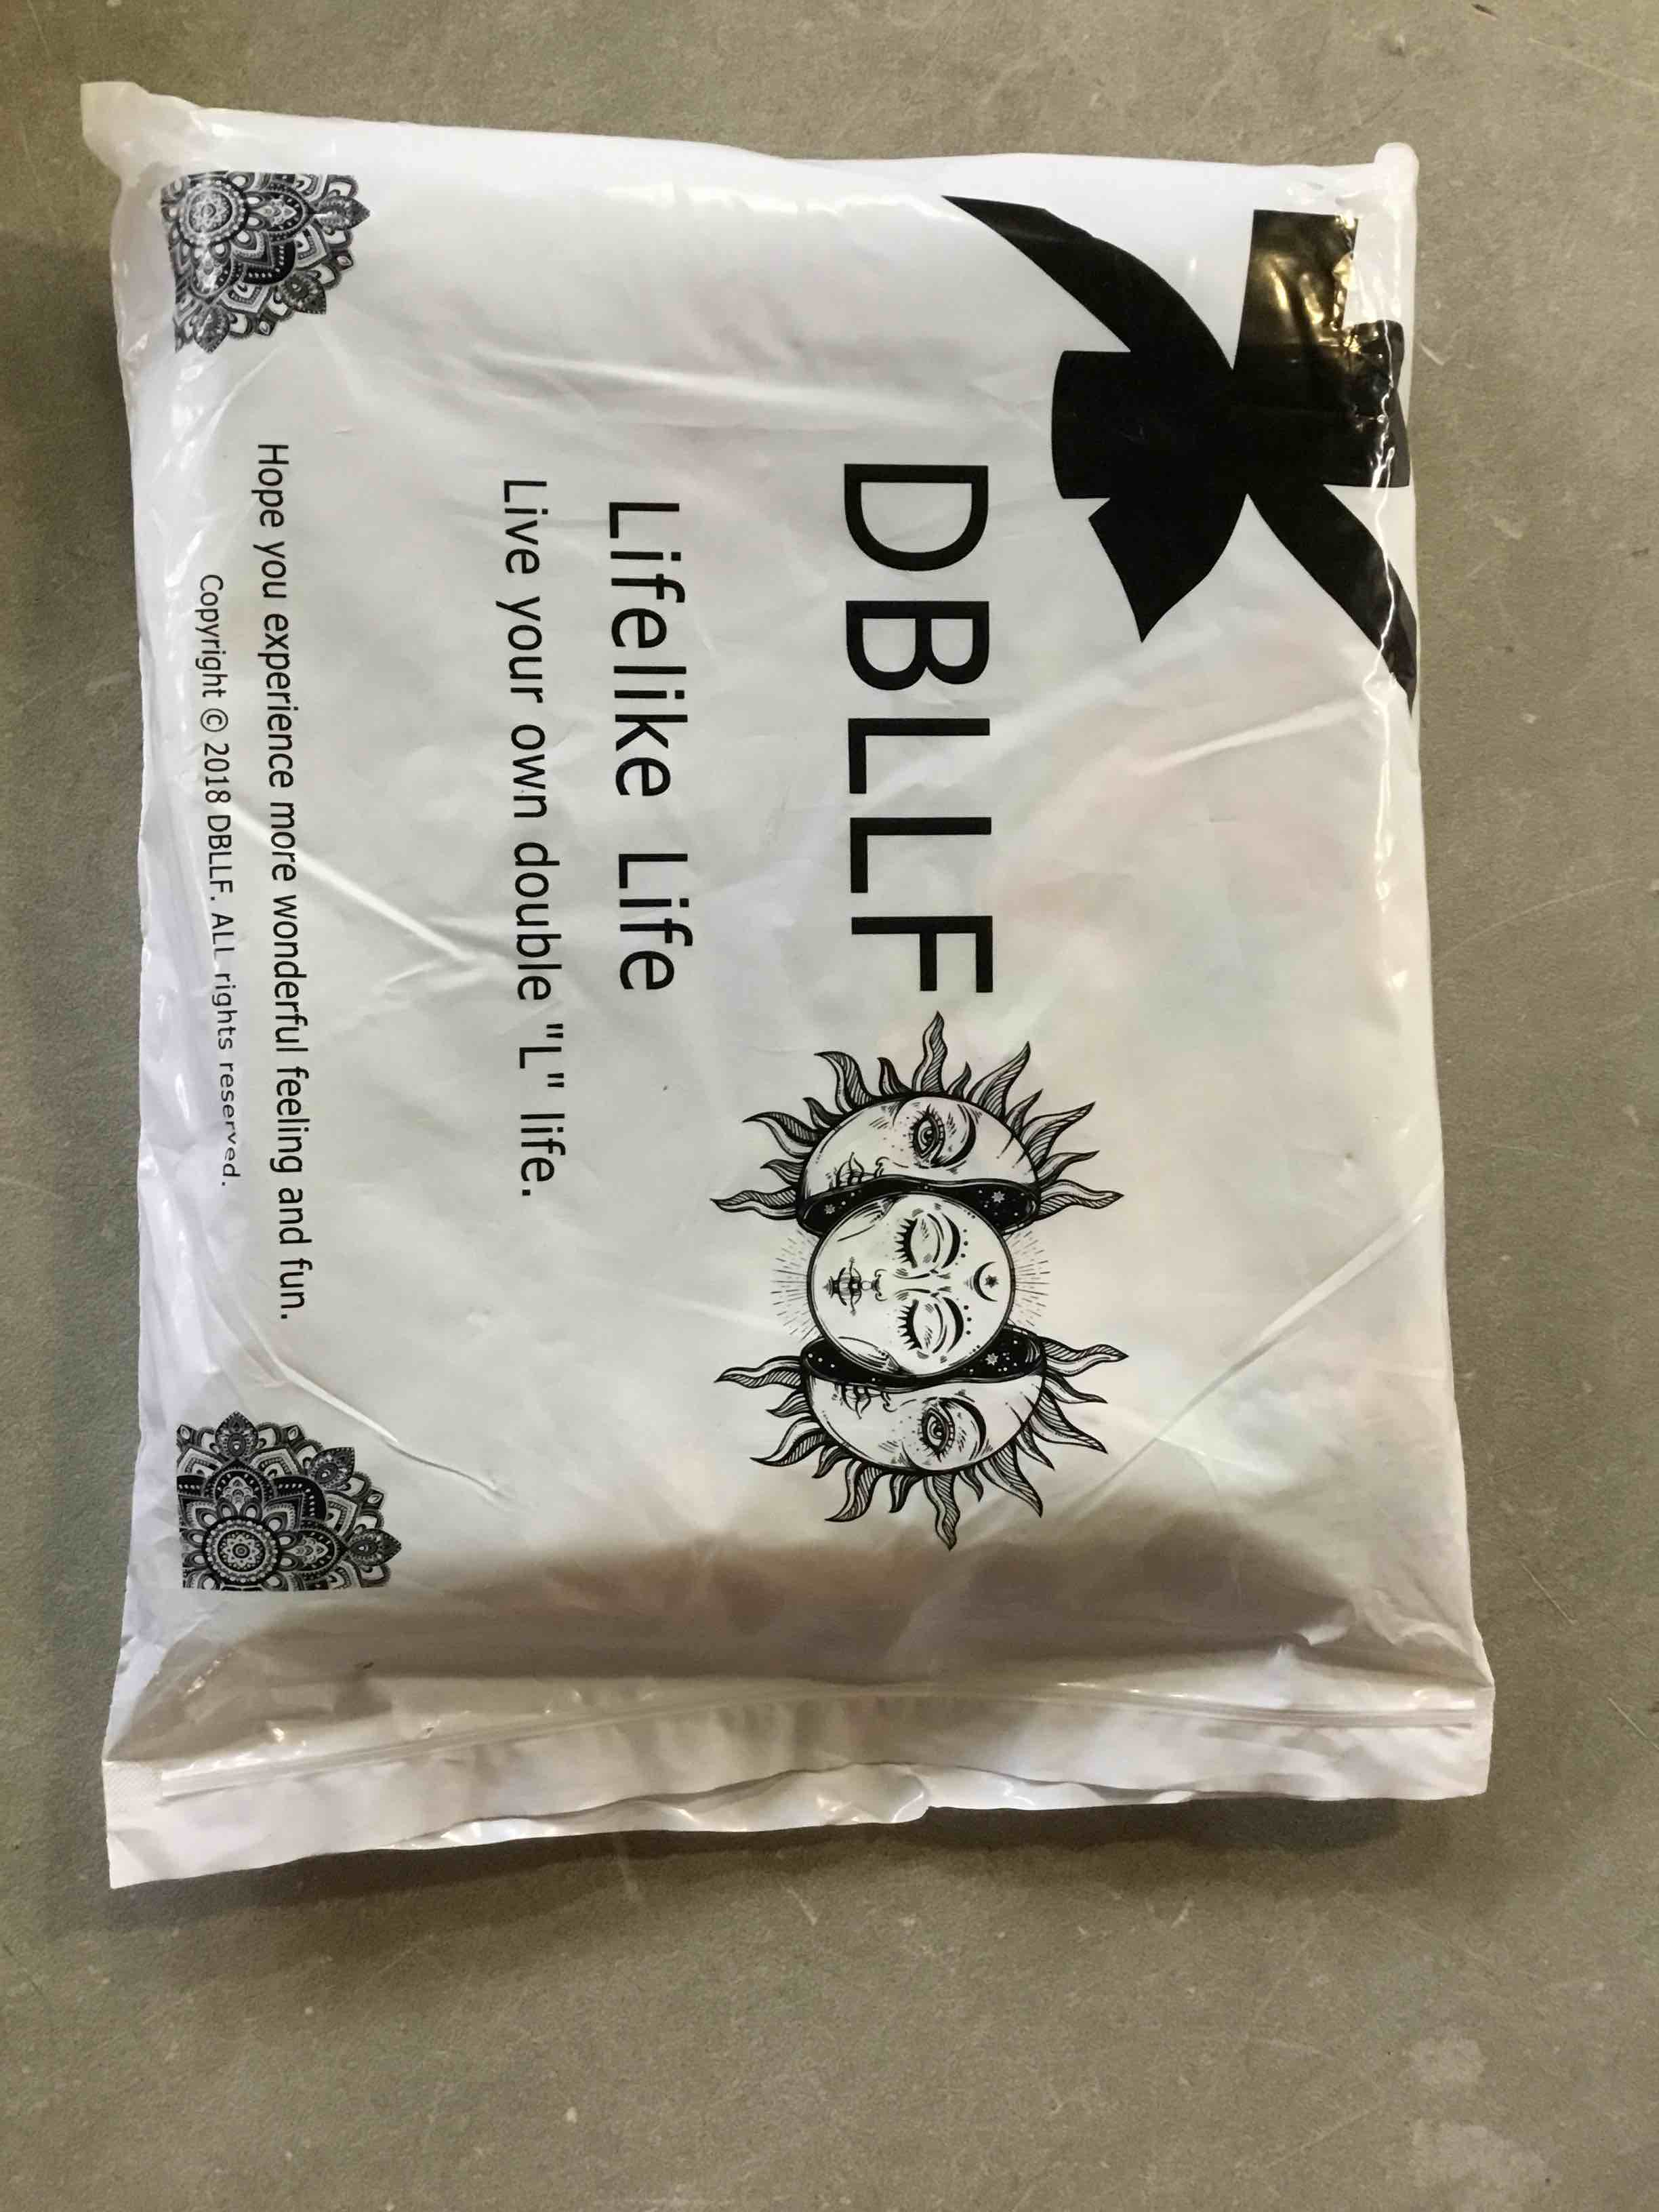 DBLLF
Lifelike Life
Live your own double "L" life.
Hope you experience more wonderful feeling and fun.
Copyright © 2018 DBLLF. ALL rights reserved.